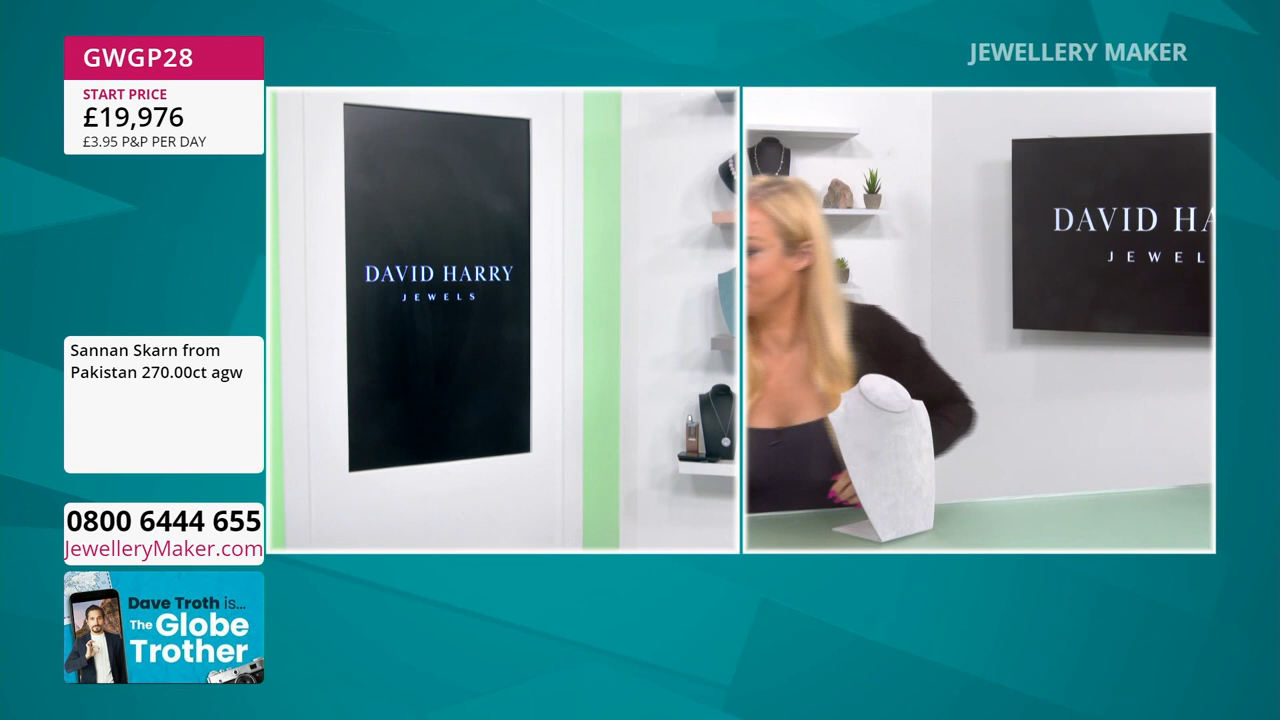 GWGP28
START PRICE
£19,976
£3.95 P&P PER DAY
JEWELLERY MAKER
DAVID HARRY
JEWELS
DAVID HA
JEWEL
Sannan Skarn from
Pakistan 270.00ct agw
0800 6444 655
JewelleryMaker.com
Dave Troth is...
The Globe
Trother